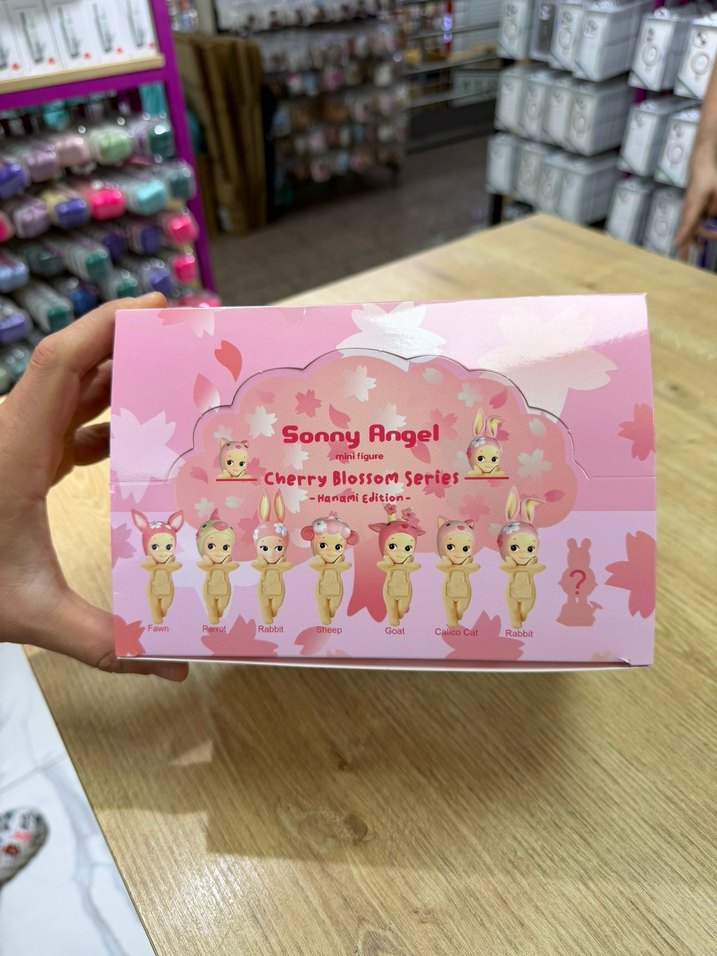 Sonny Angel
mini figure
Cherry Blossom Series
- Hanami Edition -
?
Fawn Parrot Rabbit Sheep Goat Calico Cat Rabbit